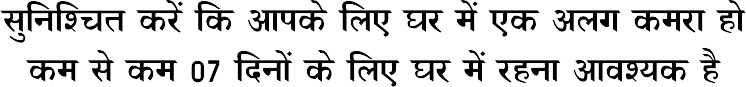 सुनिश्चित करें कि आपके लिए घर में एक अलग कमरा हो
कम से कम 07 दिनों के लिए घर में रहना आवश्यक है